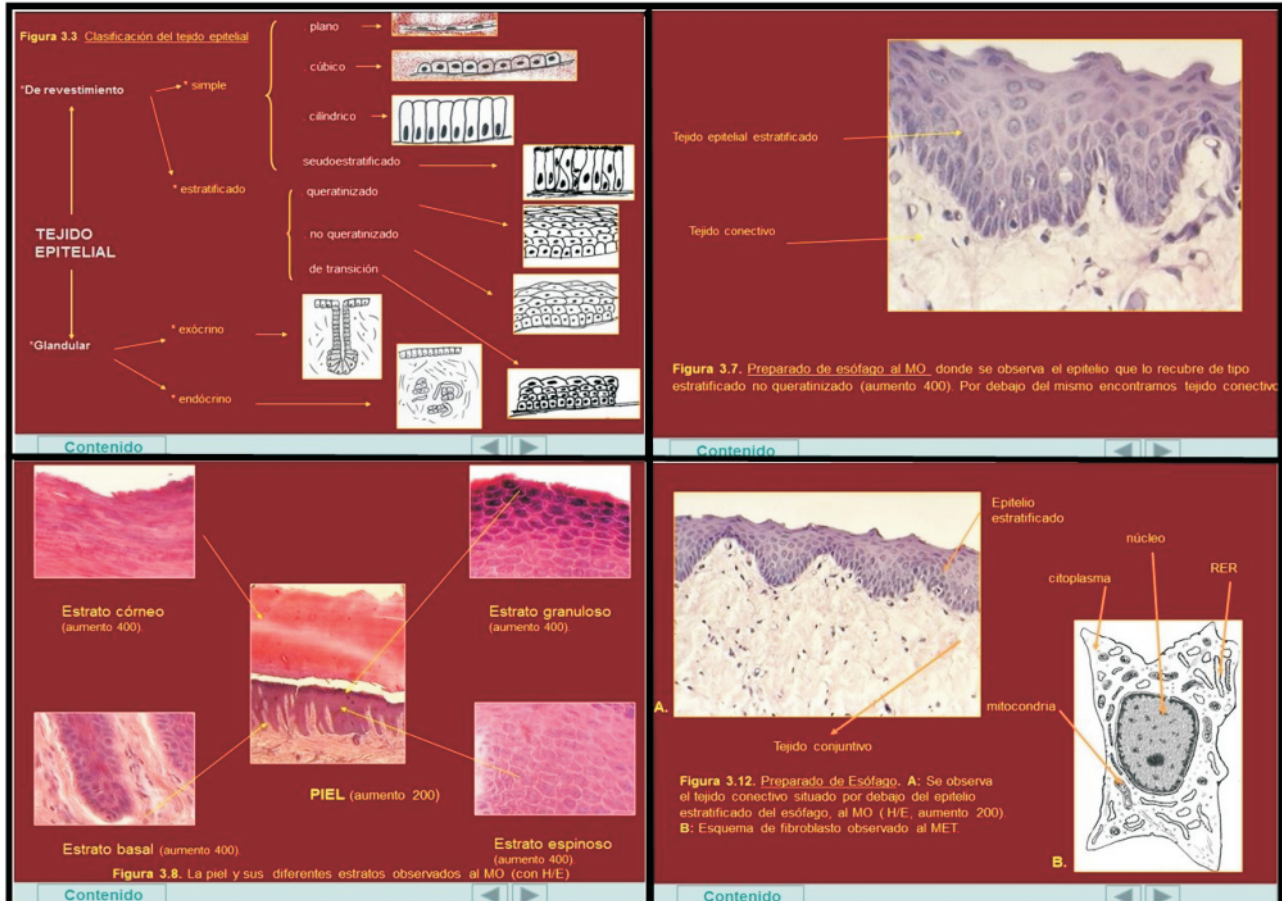 Figura 3.3. Clasificación del tejido epitelial
. plano
. cúbico
*De revestimiento
* simple
. cilíndrico
seudoestratificado
* estratificado
. queratinizado
TEJIDO
EPITELIAL
. no queratinizado
de transición
* exócrino
*Glandular
* endócrino
Contenido
Tejido epitelial estratificado
Tejido conectivo
Figura 3.7. Preparado de esófago al MO donde se observa el epitelio que lo recubre de tipo
estratificado no queratinizado (aumento 400). Por debajo del mismo encontramos tejido conectivo
Contenido
Estrato córneo
(aumento 400).
Estrato granuloso
(aumento 400).
PIEL (aumento 200)
Estrato basal (aumento 400).
Estrato espinoso
(aumento 400).
Figura 3.8. La piel y sus diferentes estratos observados al MO (con H/E)
Contenido
Epitelio
estratificado
núcleo
RER
citoplasma
A.
mitocondria
Tejido conjuntivo
Figura 3.12. Preparado de Esófago. A: Se observa
el tejido conectivo situado por debajo del epitelio
estratificado del esófago, al MO (H/E, aumento 200).
B: Esquema de fibroblasto observado al MET.
B.
Contenido